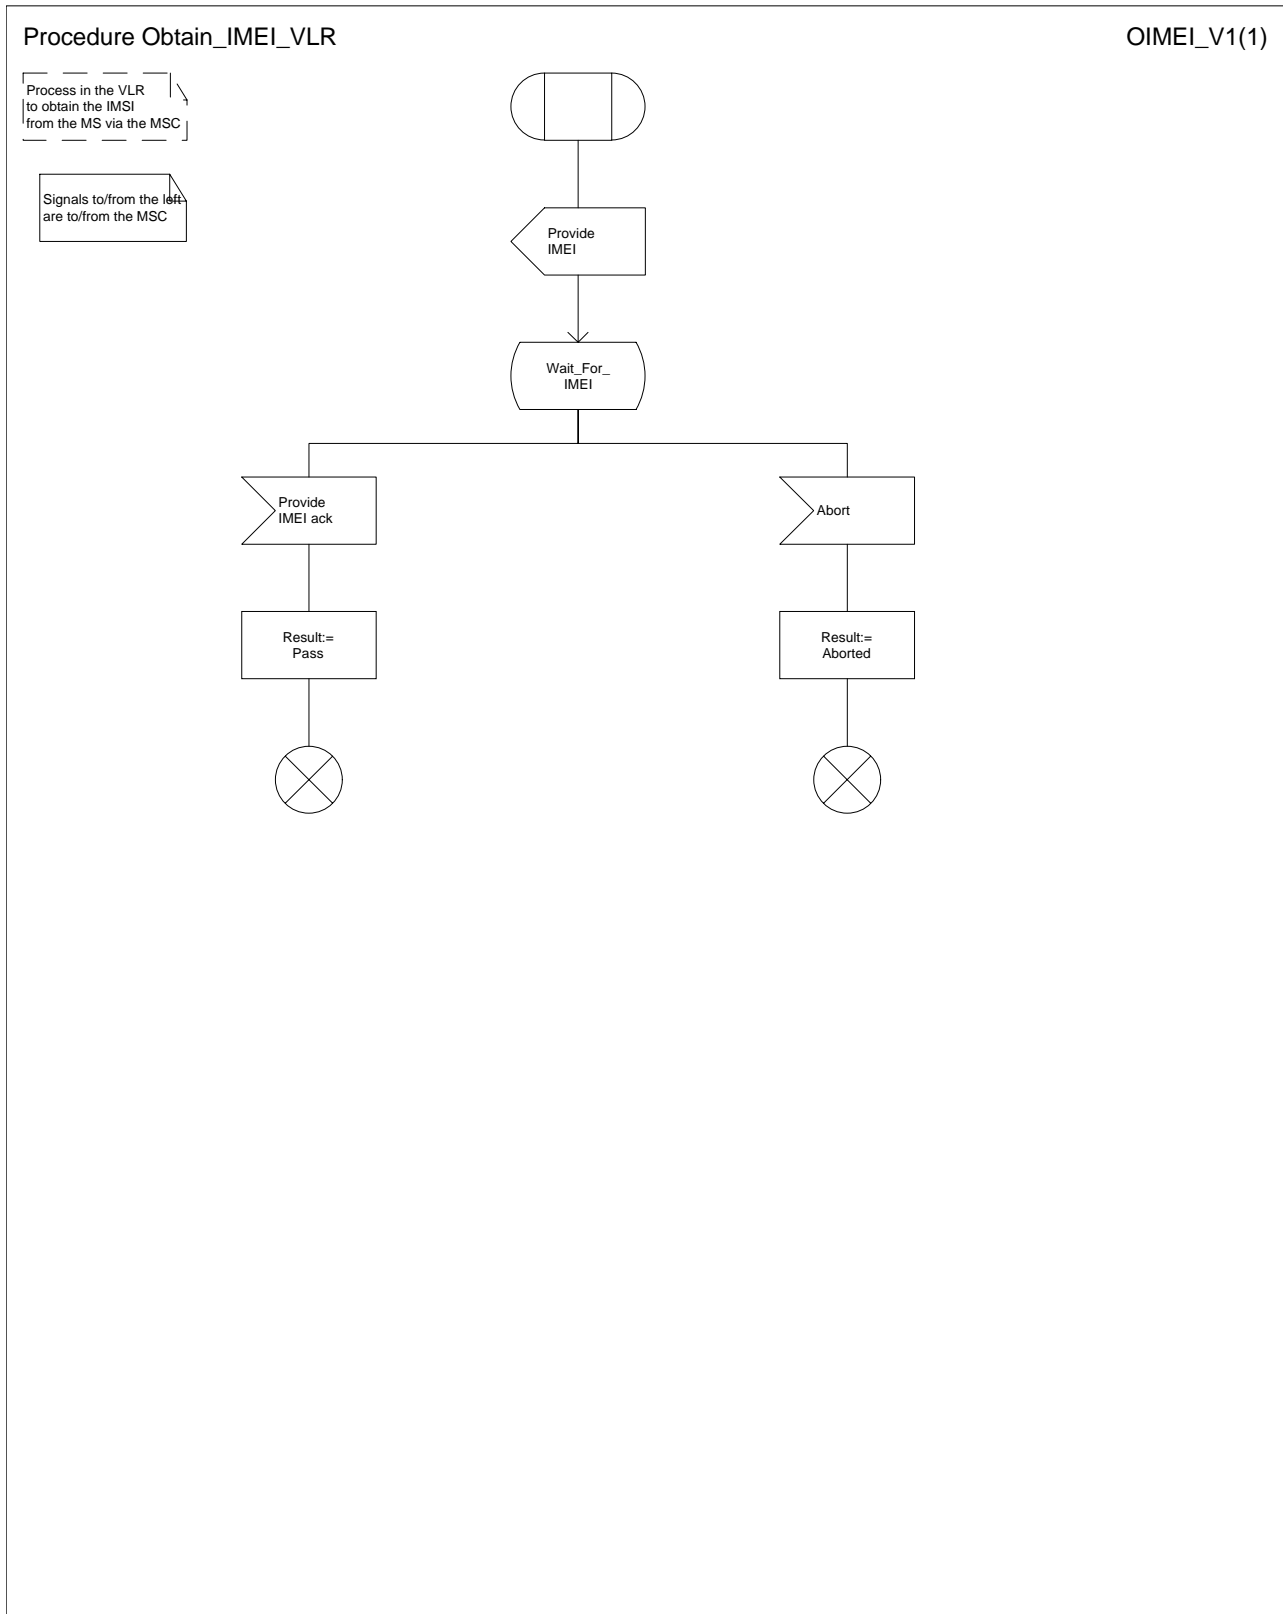 Procedure Obtain_IMEI_VLR
OIMEI_V1(1)
Process in the VLR
to obtain the IMSI
from the MS via the MSC
Signals to/from the left
are to/from the MSC
Provide
IMEI
Wait_For_
IMEI
Provide
IMEI ack
Abort
Result:=
Pass
Result:=
Aborted